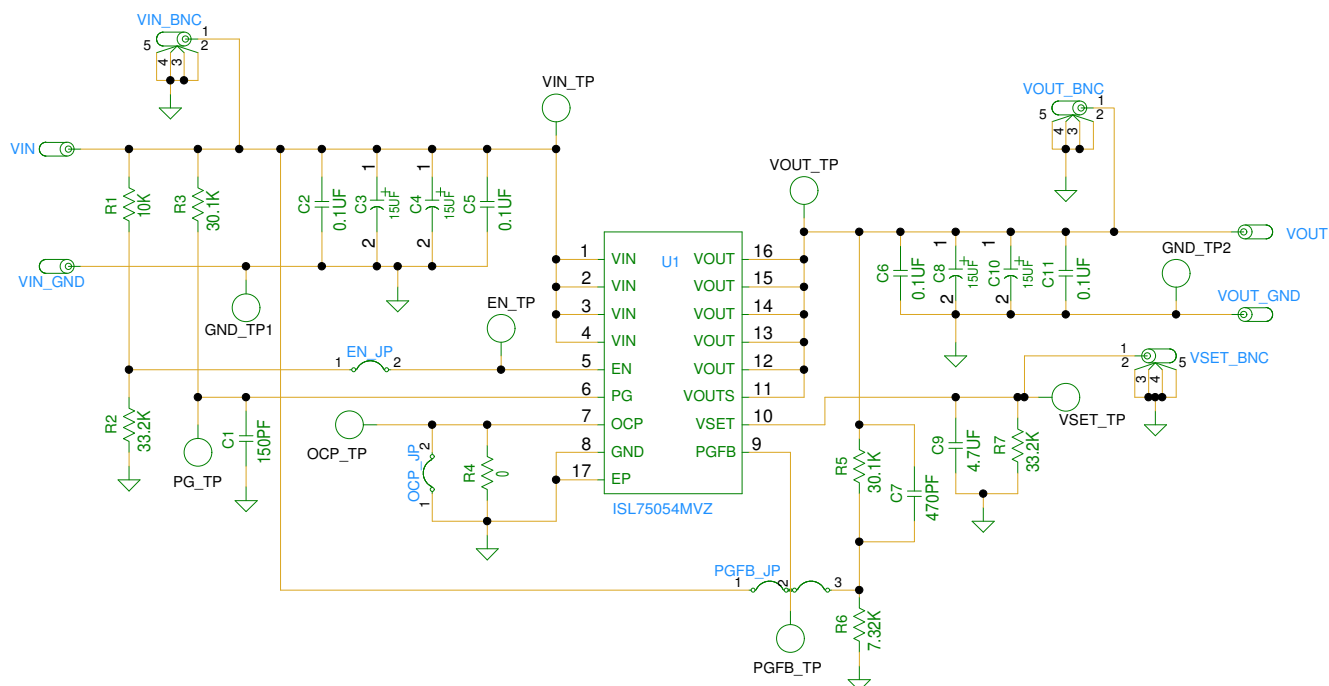 VIN_BNC
1
5 2
4
3
VIN_TP
VOUT_BNC
1
5 2
4
3
VIN
R1
10K
R3
30.1K
C2
0.1UF
1
C3
+
15UF
2
1
C4
+
15UF
2
C5
0.1UF
VOUT_TP
VOUT
GND_TP2
C6
0.1UF
1
C8
+
15UF
2
1
C10
+
15UF
2
C11
0.1UF
VOUT_GND
VIN_GND
GND_TP1
U1
1 VIN VOUT 16
2 VIN VOUT 15
3 VIN VOUT 14
4 VIN VOUT 13
5 EN VOUT 12
6 PG VOUTS 11
7 OCP VSET 10
8 GND PGFB 9
17 EP
ISL75054MVZ
EN_TP
EN_JP
1 2
1
2 5
3
4
VSET_BNC
VSET_TP
R2
33.2K
PG_TP
C1
150PF
OCP_TP
2
OCP_JP
1
R4
0
R5
30.1K
C7
470PF
C9
4.7UF
R7
33.2K
PGFB_JP
1 2 3
R6
7.32K
PGFB_TP